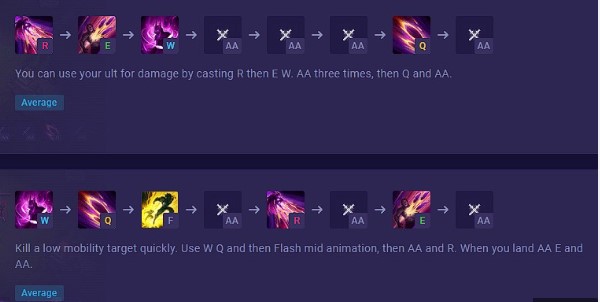 R E W AA AA AA Q AA
You can use your ult for damage by casting R then E W. AA three times, then Q and AA.
Average
W Q F AA R AA E AA
Kill a low mobility target quickly. Use W Q and then Flash mid animation, then AA and R. When you land AA E and
AA.
Average